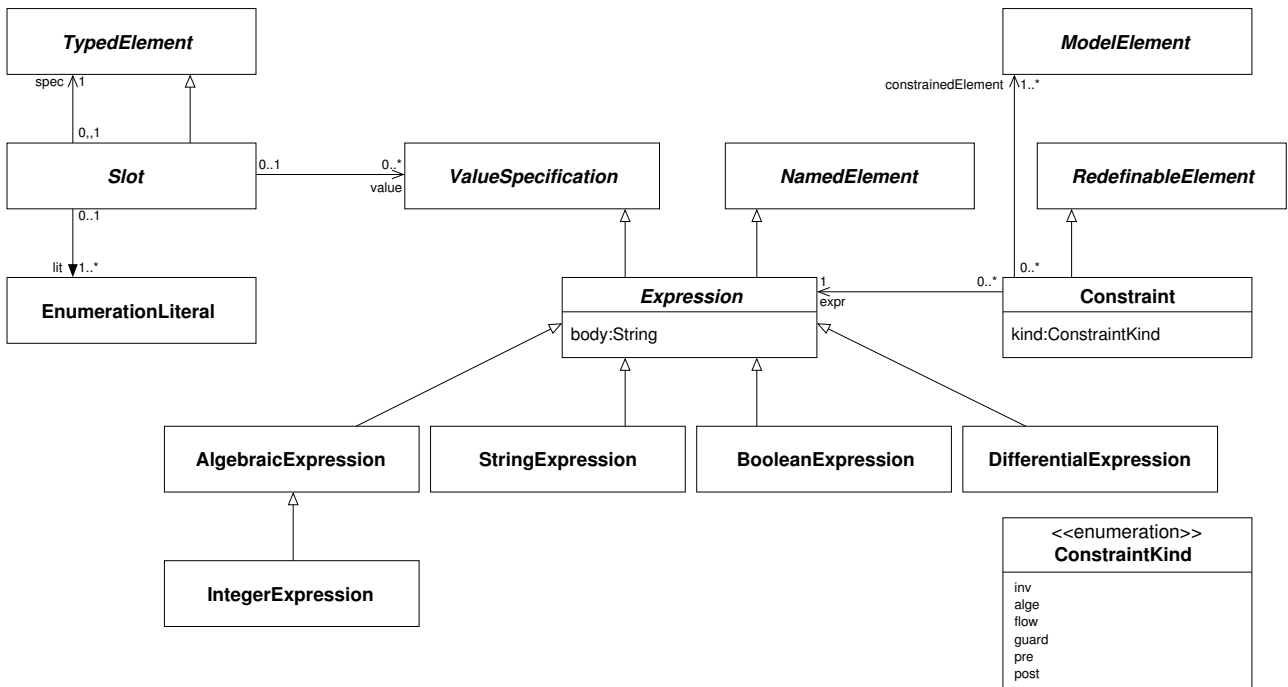 TypedElement
ModelElement
spec 1
constrainedElement 1..*
0,,1
Slot
0..1
0..*
value
ValueSpecification
NamedElement
RedefinableElement
0..1
lit 1..*
EnumerationLiteral
Expression
body:String
1
expr
0..*
0..*
Constraint
kind:ConstraintKind
AlgebraicExpression
StringExpression
BooleanExpression
DifferentialExpression
IntegerExpression
<<enumeration>>
ConstraintKind
inv
alge
flow
guard
pre
post